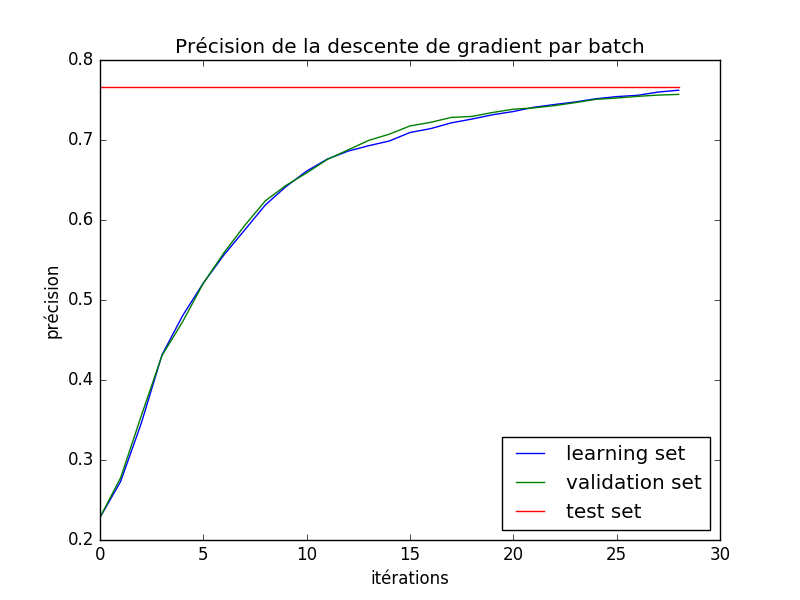 Précision de la descente de gradient par batch
0.8
0.7
0.6
0.5
0.4
0.3
0.2
précision
0 5 10 15 20 25 30
itérations
learning set
validation set
test set